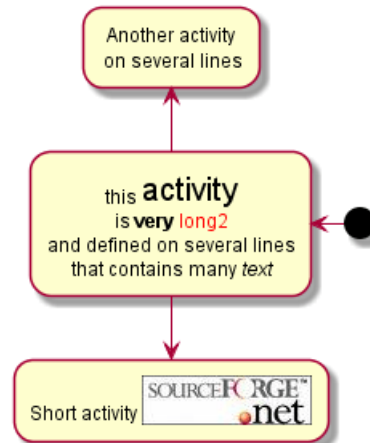 Another activity
on several lines
this activity
is very long2
and defined on several lines
that contains many text
Short activity SOURCEFORGE™
.net